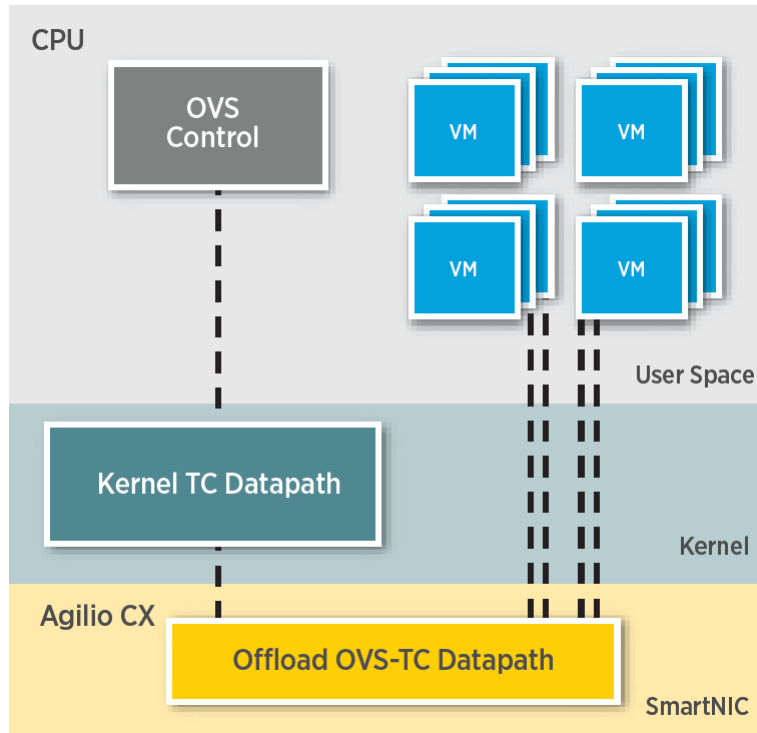 CPU
OVS
Control
VM
VM
VM
VM
User Space
Kernel TC Datapath
Kernel
Agilio CX
Offload OVS-TC Datapath
SmartNIC